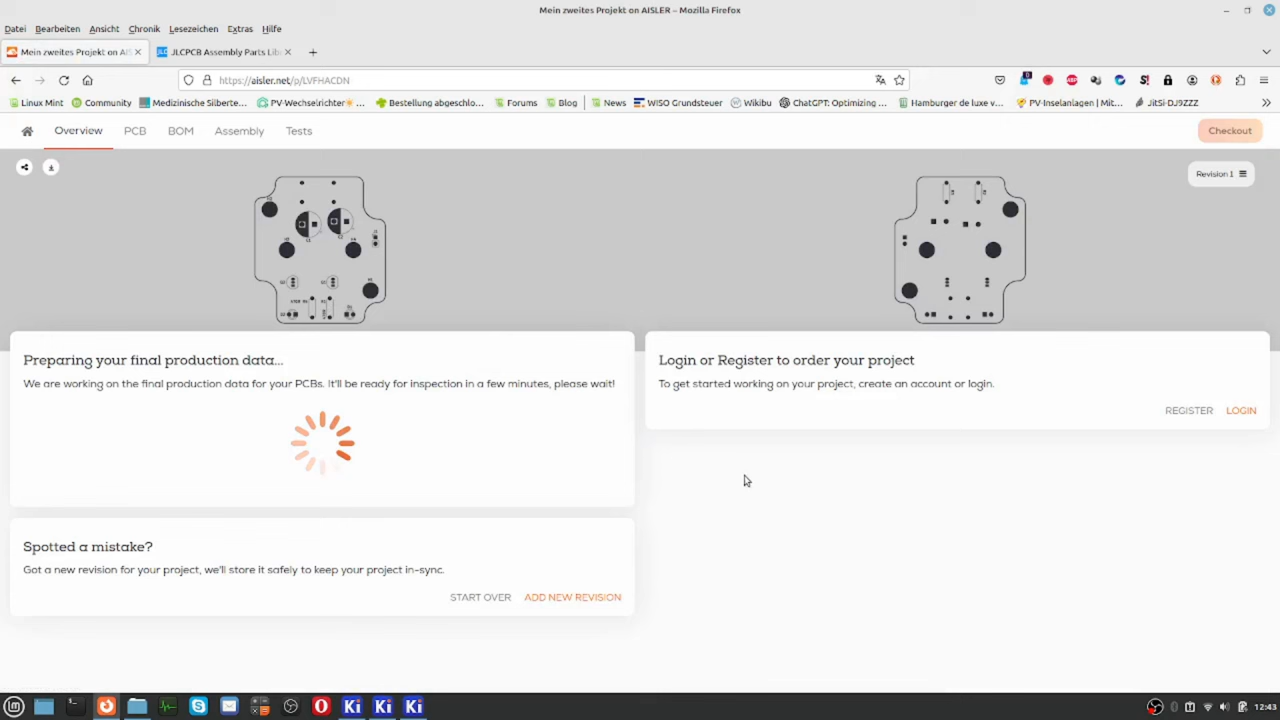 Mein zweites Projekt on AISLER – Mozilla Firefox
Datei Bearbeiten Ansicht Chronik Lesezeichen Extras Hilfe
Mein zweites Projekt on AIS
JLCPCB Assembly Parts Lib
https://aisler.net/p/LVFHACDN
Linux Mint Community Medizinische Silberte... PV-Wechselrichter Bestellung abgeschlo... Forums Blog News WISO Grundsteuer Wikibu ChatGPT: Optimizing ... Hamburger de luxe v... PV-Inselanlagen | Mit... JitSi-DJ9ZZZ
Overview PCB BOM Assembly Tests Checkout
Revision 1
Preparing your final production data...
We are working on the final production data for your PCBs. It'll be ready for inspection in a few minutes, please wait!
Login or Register to order your project
To get started working on your project, create an account or login.
REGISTER LOGIN
Spotted a mistake?
Got a new revision for your project, we'll store it safely to keep your project in-sync.
START OVER ADD NEW REVISION
Ki Ki Ki
12:43